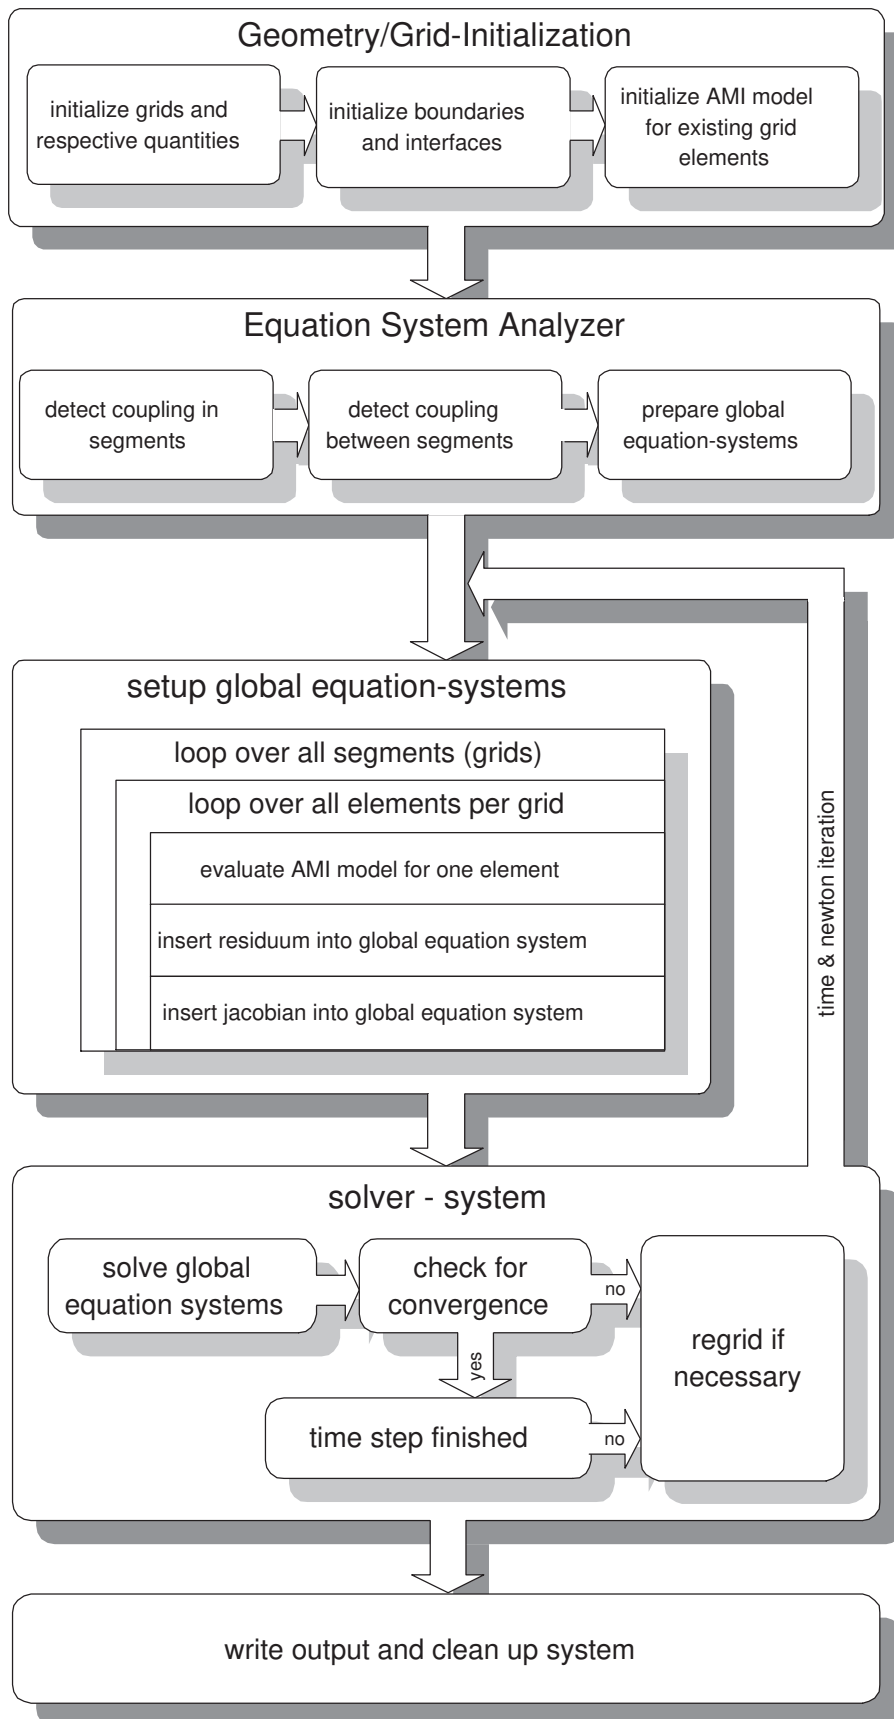 Geometry/Grid-Initialization
initialize grids and
respective quantities
initialize boundaries
and interfaces
initialize AMI model
for existing grid
elements
Equation System Analyzer
detect coupling in
segments
detect coupling
between segments
prepare global
equation-systems
setup global equation-systems
loop over all segments (grids)
loop over all elements per grid
evaluate AMI model for one element
insert residuum into global equation system
insert jacobian into global equation system
time & newton iteration
solver - system
solve global
equation systems
check for
convergence
no
yes
regrid if
necessary
time step finished
no
write output and clean up system